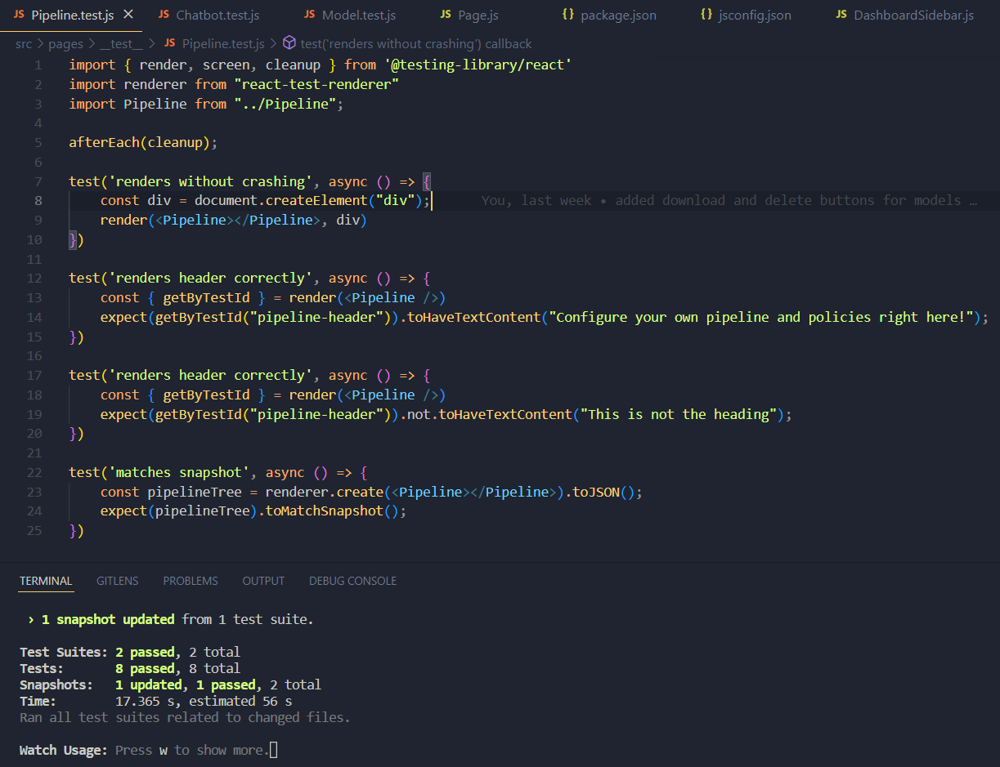 JS Pipeline.test.js × JS Chatbot.test.js JS Model.test.js JS Page.js {} package.json {} jsconfig.json JS DashboardSidebar.js
src > pages > __test__ > JS Pipeline.test.js > test('renders without crashing') callback
1 import { render, screen, cleanup } from '@testing-library/react'
2 import renderer from "react-test-renderer"
3 import Pipeline from "../Pipeline";
4
5 afterEach(cleanup);
6
7 test('renders without crashing', async () => {
8     const div = document.createElement("div"); You, last week • added download and delete buttons for models …
9     render(<Pipeline></Pipeline>, div)
10 })
11
12 test('renders header correctly', async () => {
13     const { getByTestId } = render(<Pipeline />)
14     expect(getByTestId("pipeline-header")).toHaveTextContent("Configure your own pipeline and policies right here!");
15 })
16
17 test('renders header correctly', async () => {
18     const { getByTestId } = render(<Pipeline />)
19     expect(getByTestId("pipeline-header")).not.toHaveTextContent("This is not the heading");
20 })
21
22 test('matches snapshot', async () => {
23     const pipelineTree = renderer.create(<Pipeline></Pipeline>).toJSON();
24     expect(pipelineTree).toMatchSnapshot();
25 })
TERMINAL GITLENS PROBLEMS OUTPUT DEBUG CONSOLE
› 1 snapshot updated from 1 test suite.
Test Suites: 2 passed, 2 total
Tests: 8 passed, 8 total
Snapshots: 1 updated, 1 passed, 2 total
Time: 17.365 s, estimated 56 s
Ran all test suites related to changed files.
Watch Usage: Press w to show more.